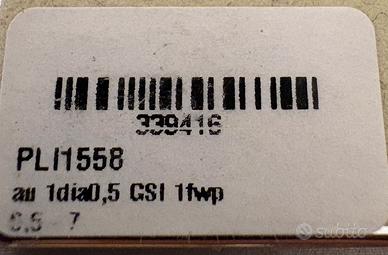 339416
PLI1558
au 1dia0,5 GSI 1fwp
6,5 - 7
subito